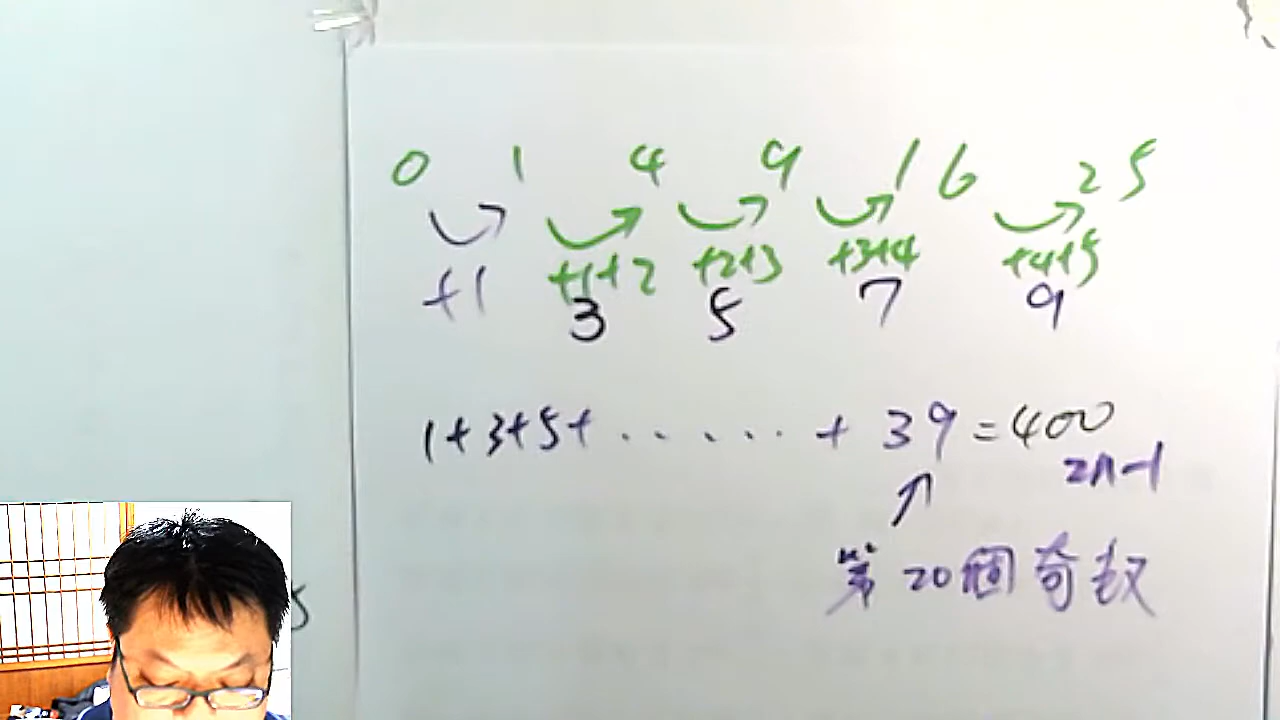 0 1 4 9 16 25
+1 +1+2 +2+3 +3+4 +4+5
3 5 7 9
1+3+5+ ...... + 39 = 400
2n-1
第20個奇数
5